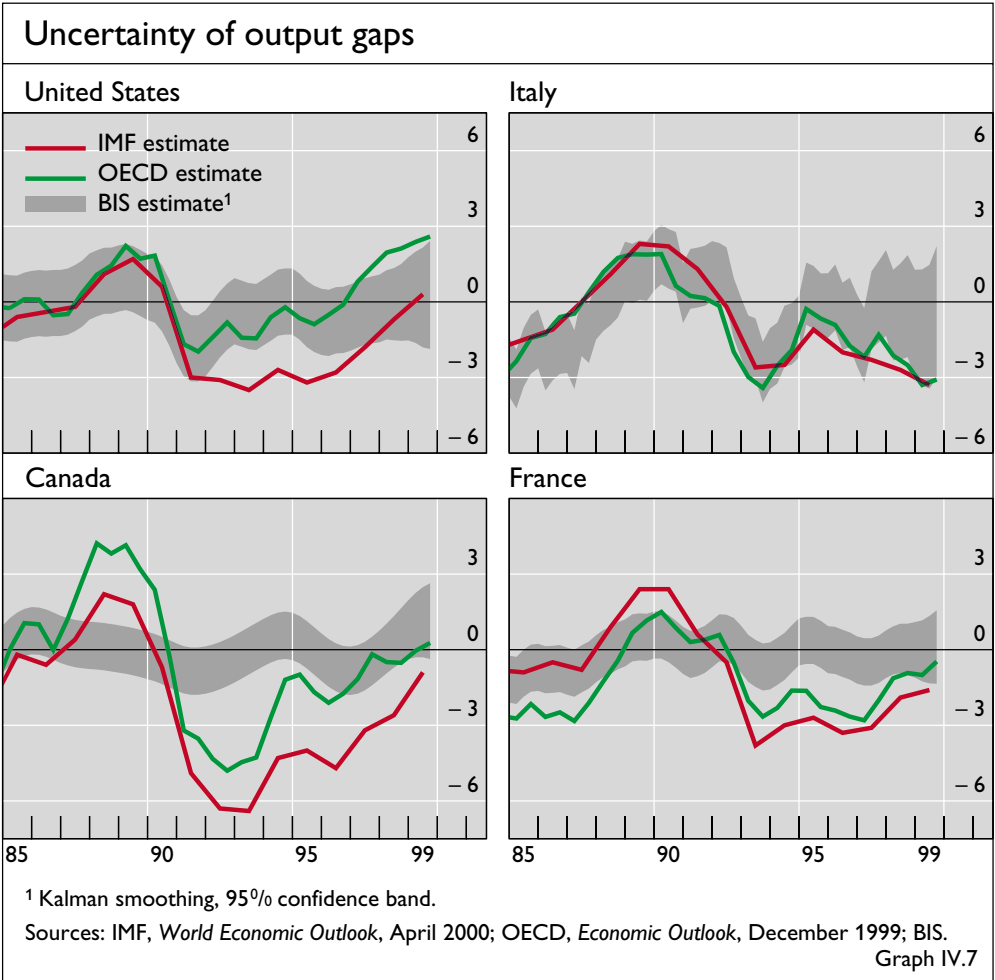 Uncertainty of output gaps
United States
Italy
IMF estimate
OECD estimate
BIS estimate¹
6
3
0
– 3
– 6
6
3
0
– 3
– 6
Canada
France
3
0
– 3
– 6
3
0
– 3
– 6
85 90 95 99
85 90 95 99
¹ Kalman smoothing, 95% confidence band.
Sources: IMF, World Economic Outlook, April 2000; OECD, Economic Outlook, December 1999; BIS.
Graph IV.7